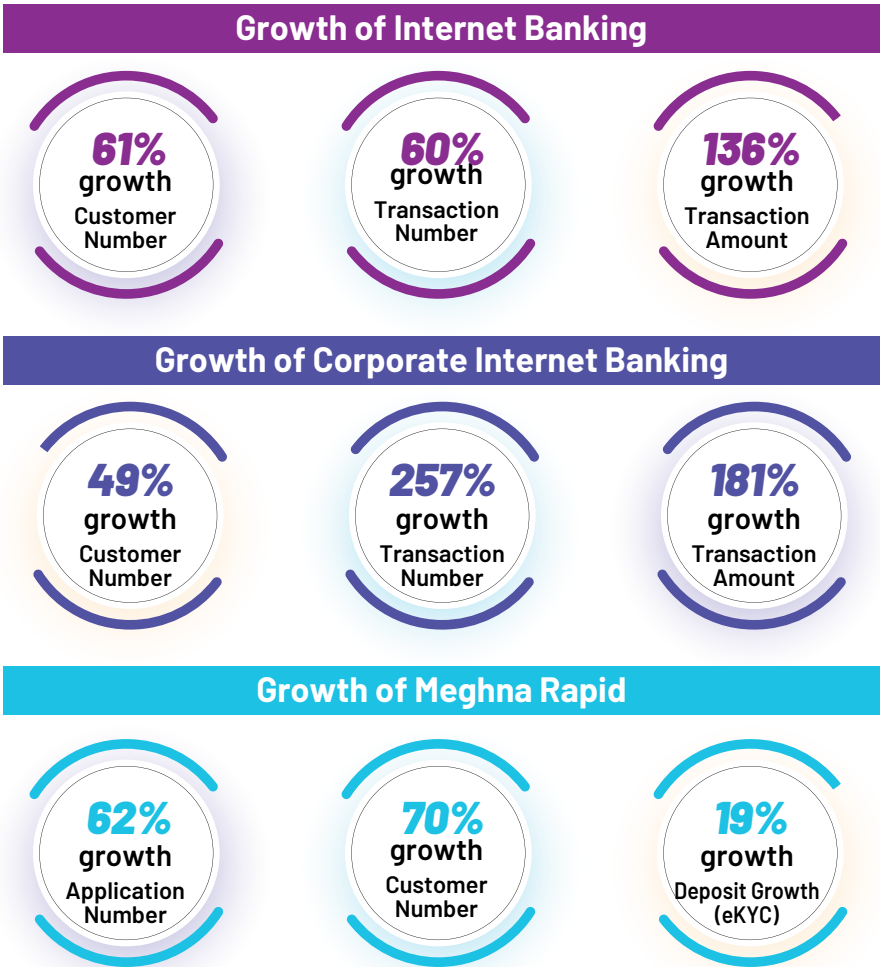 Growth of Internet Banking
61%
growth
Customer
Number
60%
growth
Transaction
Number
136%
growth
Transaction
Amount
Growth of Corporate Internet Banking
49%
growth
Customer
Number
257%
growth
Transaction
Number
181%
growth
Transaction
Amount
Growth of Meghna Rapid
62%
growth
Application
Number
70%
growth
Customer
Number
19%
growth
Deposit Growth
(eKYC)